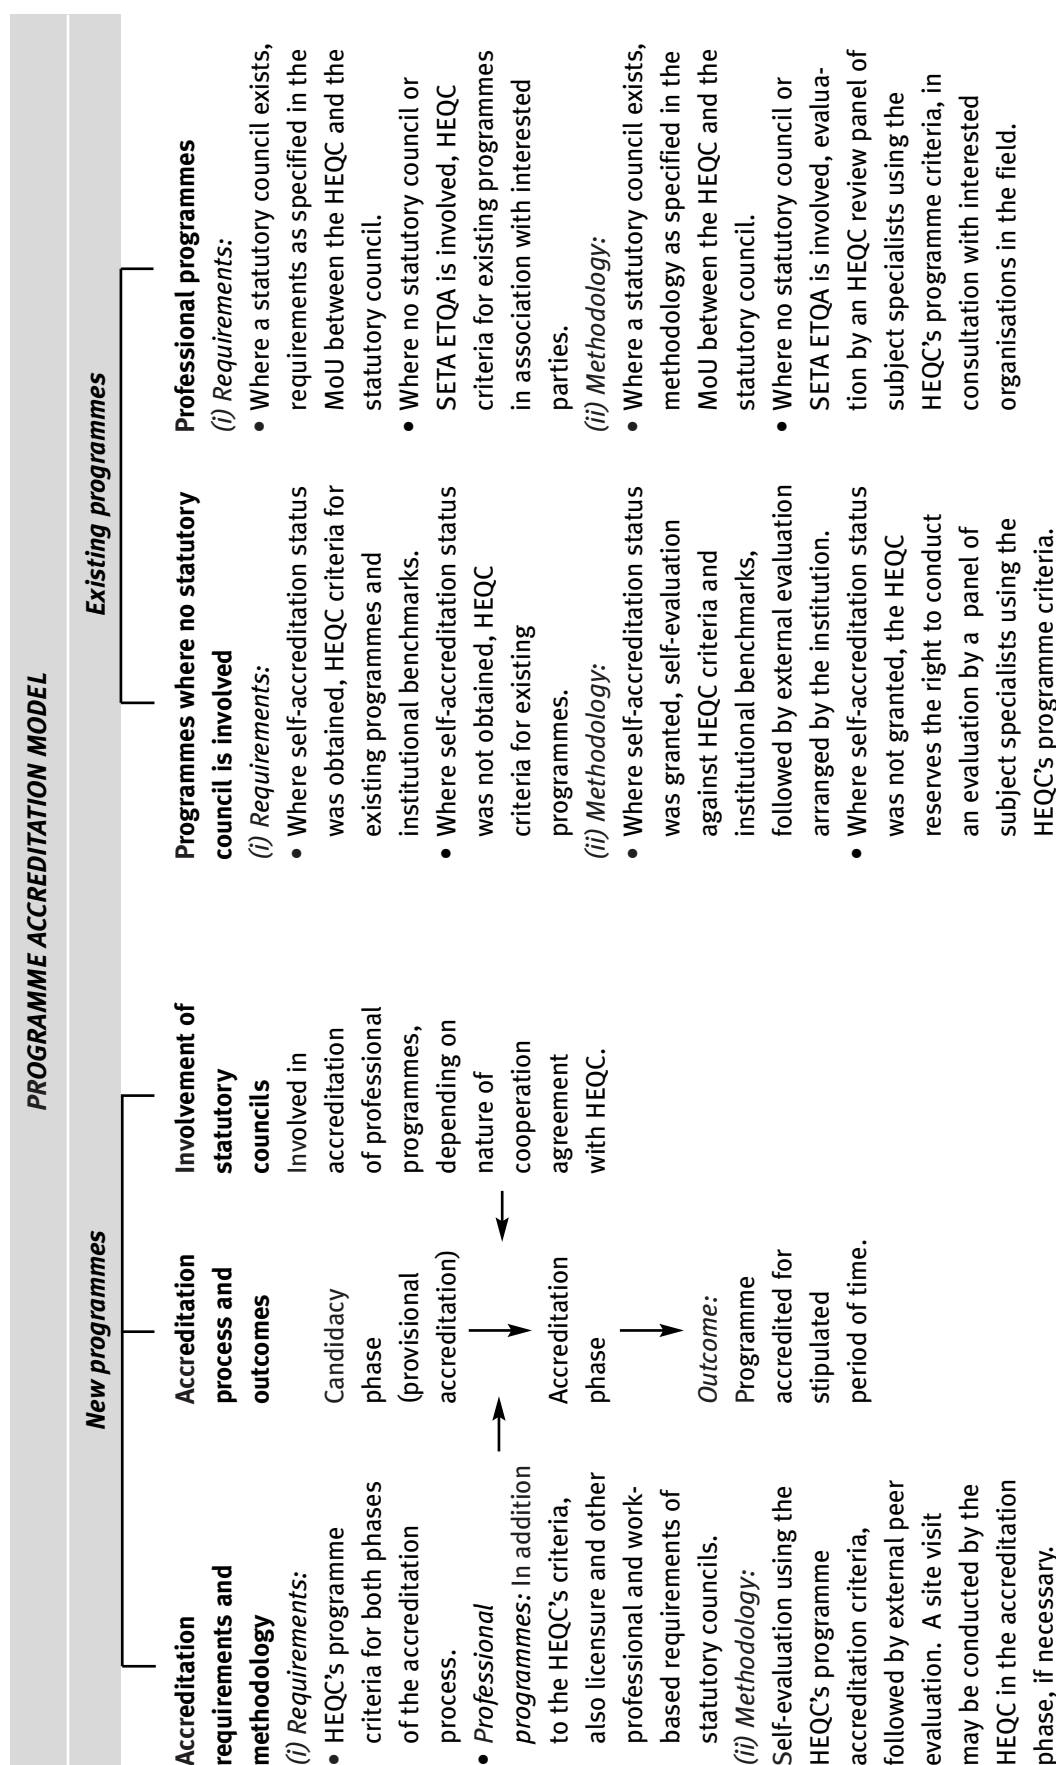 PROGRAMME ACCREDITATION MODEL
New programmes
Existing programmes
Accreditation
requirements and
methodology
(i) Requirements:
• HEQC's programme
criteria for both phases
of the accreditation
process.
• Professional
programmes: In addition
to the HEQC's criteria,
also licensure and other
professional and work-
based requirements of
statutory councils.
(ii) Methodology:
Self-evaluation using the
HEQC's programme
accreditation criteria,
followed by external peer
evaluation. A site visit
may be conducted by the
HEQC in the accreditation
phase, if necessary.
Accreditation
process and
outcomes
Candidacy
phase
(provisional
accreditation)
Accreditation
phase
Outcome:
Programme
accredited for
stipulated
period of time.
Involvement of
statutory
councils
Involved in
accreditation
of professional
programmes,
depending on
nature of
cooperation
agreement
with HEQC.
Programmes where no statutory
council is involved
(i) Requirements:
• Where self-accreditation status
was obtained, HEQC criteria for
existing programmes and
institutional benchmarks.
• Where self-accreditation status
was not obtained, HEQC
criteria for existing
programmes.
(ii) Methodology:
• Where self-accreditation status
was granted, self-evaluation
against HEQC criteria and
institutional benchmarks,
followed by external evaluation
arranged by the institution.
• Where self-accreditation status
was not granted, the HEQC
reserves the right to conduct
an evaluation by a panel of
subject specialists using the
HEQC's programme criteria.
Professional programmes
(i) Requirements:
• Where a statutory council exists,
requirements as specified in the
MoU between the HEQC and the
statutory council.
• Where no statutory council or
SETA ETQA is involved, HEQC
criteria for existing programmes
in association with interested
parties.
(ii) Methodology:
• Where a statutory council exists,
methodology as specified in the
MoU between the HEQC and the
statutory council.
• Where no statutory council or
SETA ETQA is involved, evalua-
tion by an HEQC review panel of
subject specialists using the
HEQC's programme criteria, in
consultation with interested
organisations in the field.